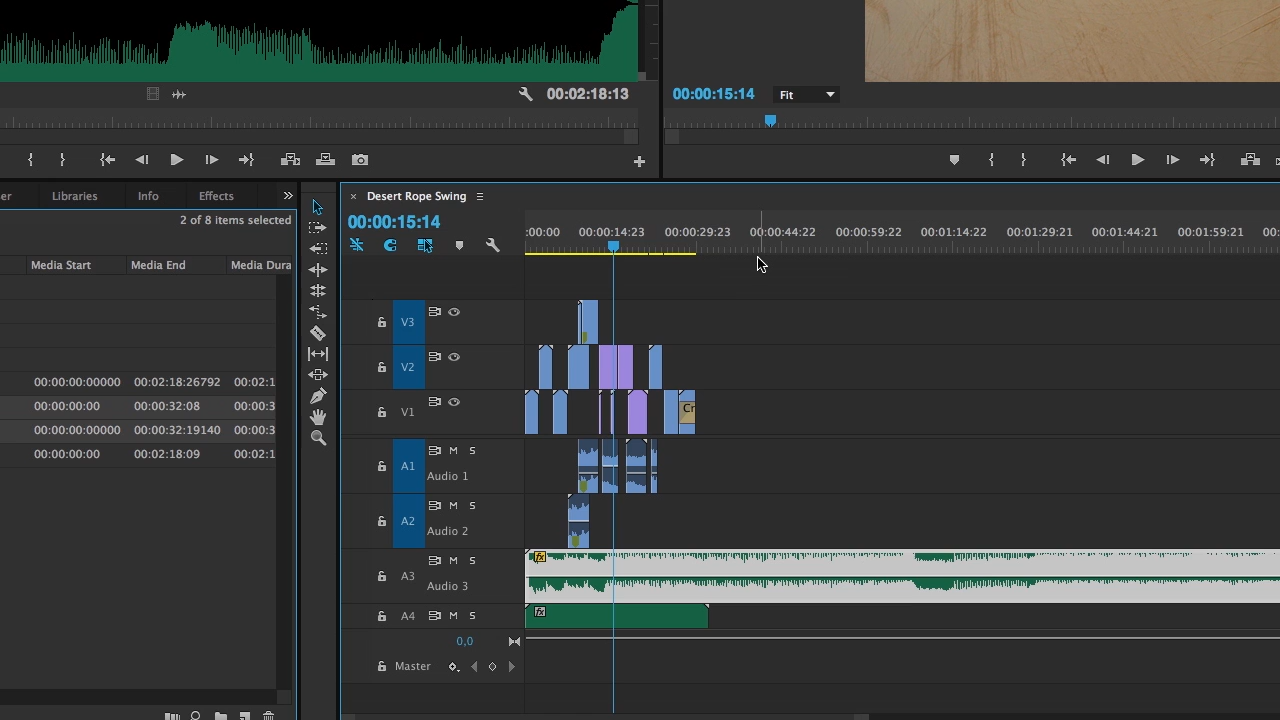 00:02:18:13
00:00:15:14 Fit
er Libraries Info Effects
× Desert Rope Swing
2 of 8 items selected
00:00:15:14
:00:00 00:00:14:23 00:00:29:23 00:00:44:22 00:00:59:22 00:01:14:22 00:01:29:21 00:01:44:21 00:01:59:21 00:
Media Start Media End Media Dura
V3
V2
00:00:00:00000 00:02:18:26792 00:02:1
00:00:00:00 00:00:32:08 00:00:3
00:00:00:00000 00:00:32:19140 00:00:3
00:00:00:00 00:02:18:09 00:02:1
V1 Cr
A1 M S
Audio 1
A2 M S
Audio 2
A3 M S fx
Audio 3
A4 M S fx
0,0
Master